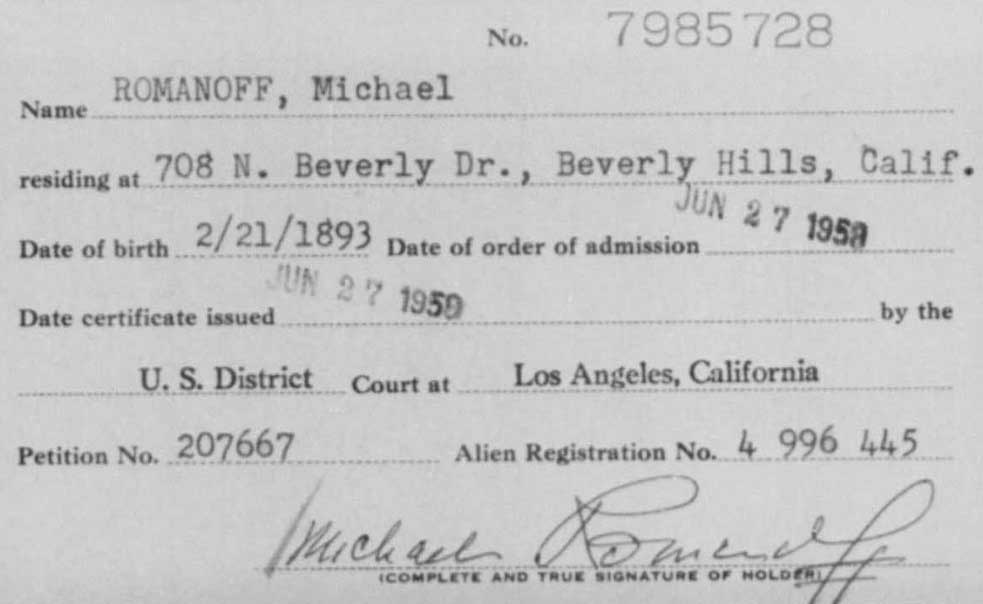 No. 7985728
Name ROMANOFF, Michael
residing at 708 N. Beverly Dr., Beverly Hills, Calif.
Date of birth 2/21/1893 Date of order of admission JUN 27 1958
Date certificate issued JUN 27 1958 by the
U. S. District Court at Los Angeles, California
Petition No. 207667 Alien Registration No. 4 996 445
Michael Romanoff
(COMPLETE AND TRUE SIGNATURE OF HOLDER)